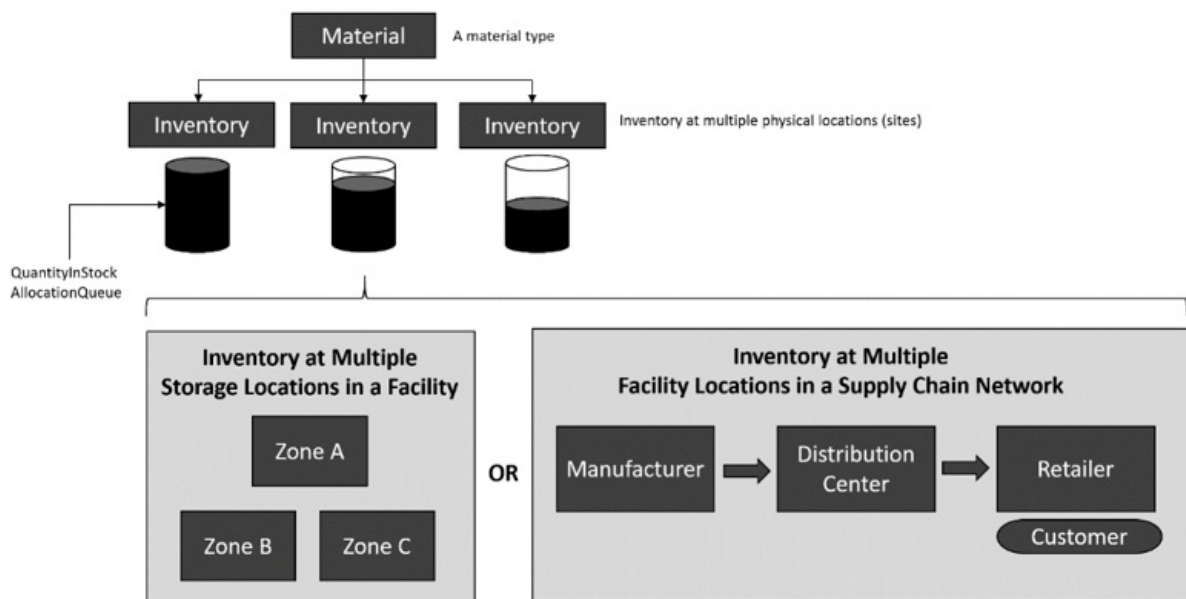 Material
A material type
Inventory
Inventory
Inventory
Inventory at multiple physical locations (sites)
QuantityInStock
AllocationQueue
Inventory at Multiple
Storage Locations in a Facility
Zone A
Zone B
Zone C
OR
Inventory at Multiple
Facility Locations in a Supply Chain Network
Manufacturer
Distribution
Center
Retailer
Customer